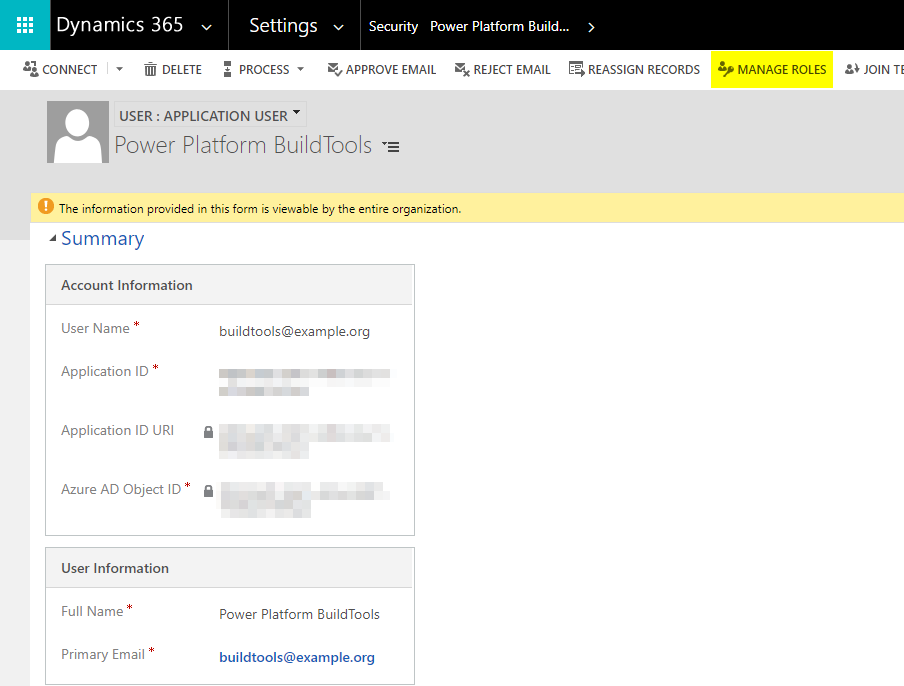 Dynamics 365 Settings Security Power Platform Build...
CONNECT DELETE PROCESS APPROVE EMAIL REJECT EMAIL REASSIGN RECORDS MANAGE ROLES JOIN TE
USER : APPLICATION USER
Power Platform BuildTools
The information provided in this form is viewable by the entire organization.
Summary
Account Information
User Name * buildtools@example.org
Application ID *
Application ID URI
Azure AD Object ID *
User Information
Full Name * Power Platform BuildTools
Primary Email * buildtools@example.org